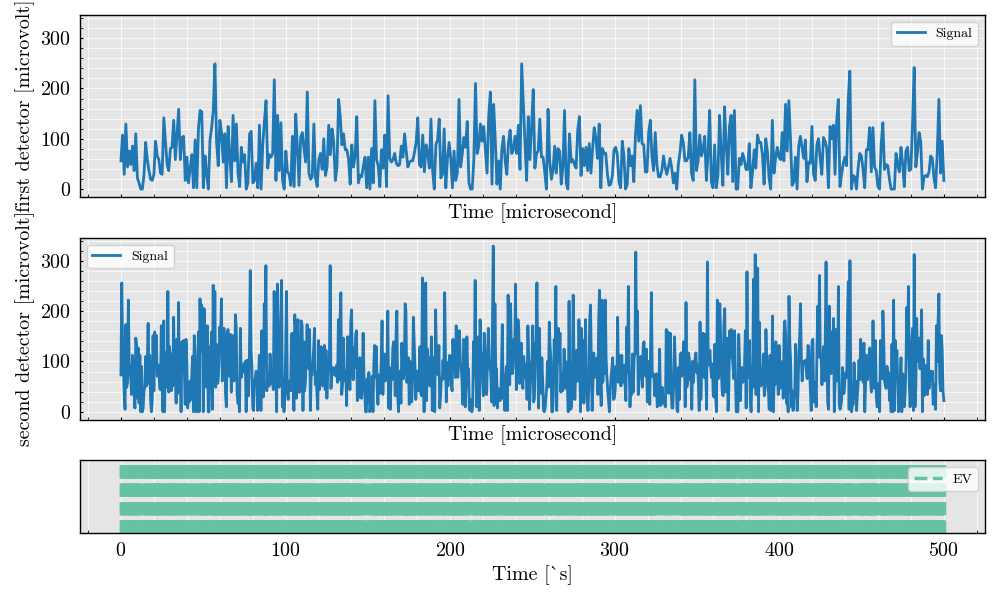 first detector [microvolt]
300
200
100
0
Signal
Time [microsecond]
second detector [microvolt]
300
200
100
0
Signal
Time [microsecond]
EV
0 100 200 300 400 500
Time [`s]